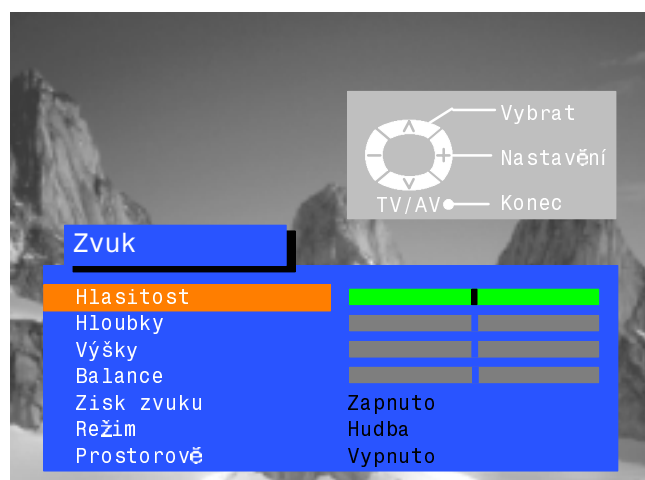 Vybrat
Nastavění
TV/AV Konec
Zvuk
Hlasitost
Hloubky
Výšky
Balance
Zisk zvuku Zapnuto
Režim Hudba
Prostorově Vypnuto